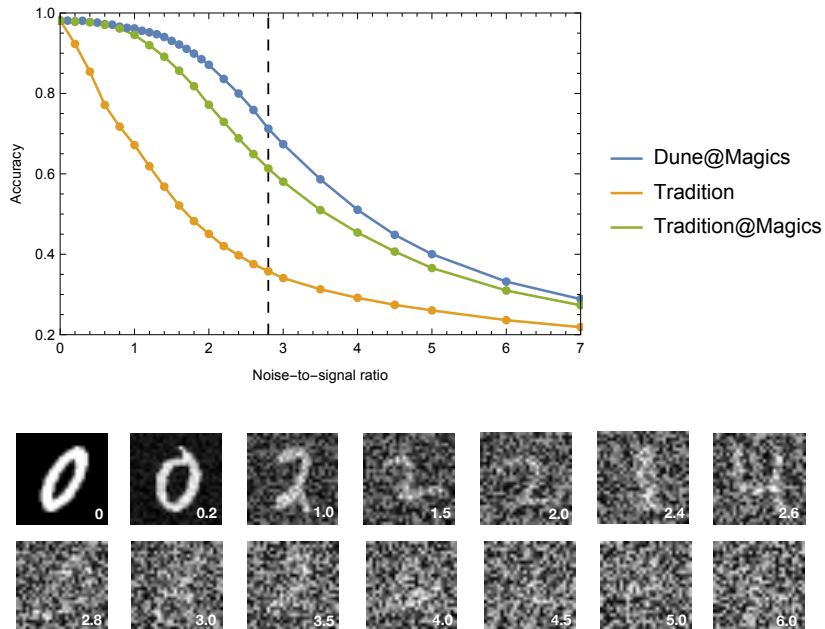 1.0
0.8
0.6
0.4
0.2
Accuracy
0 1 2 3 4 5 6 7
Noise−to−signal ratio
Dune@Magics
Tradition
Tradition@Magics
0 0.2 1.0 1.5 2.0 2.4 2.6
2.8 3.0 3.5 4.0 4.5 5.0 6.0